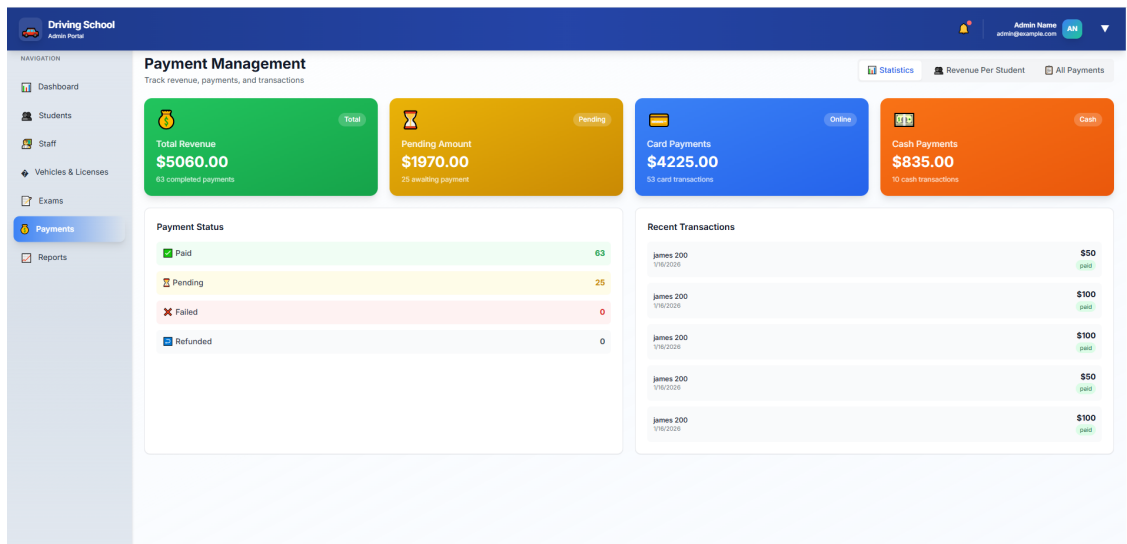 Driving School
Admin Portal
Admin Name
admin@example.com
AN
NAVIGATION
Dashboard
Students
Staff
Vehicles & Licenses
Exams
Payments
Reports
Payment Management
Track revenue, payments, and transactions
Statistics
Revenue Per Student
All Payments
Total
Total Revenue
$5060.00
63 completed payments
Pending
Pending Amount
$1970.00
25 awaiting payment
Online
Card Payments
$4225.00
53 card transactions
Cash
Cash Payments
$835.00
10 cash transactions
Payment Status
Paid 63
Pending 25
Failed 0
Refunded 0
Recent Transactions
james 200 $50
1/16/2026 paid
james 200 $100
1/16/2026 paid
james 200 $100
1/16/2026 paid
james 200 $50
1/16/2026 paid
james 200 $100
1/16/2026 paid